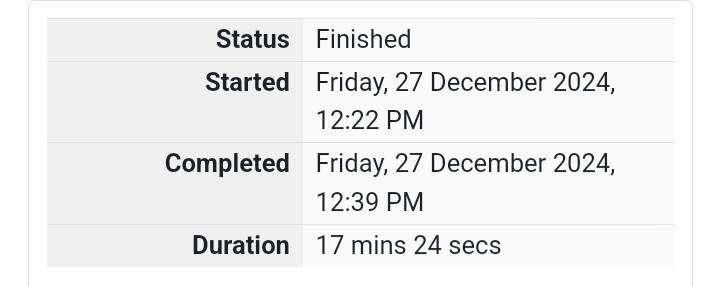 Status Finished
Started Friday, 27 December 2024,
12:22 PM
Completed Friday, 27 December 2024,
12:39 PM
Duration 17 mins 24 secs